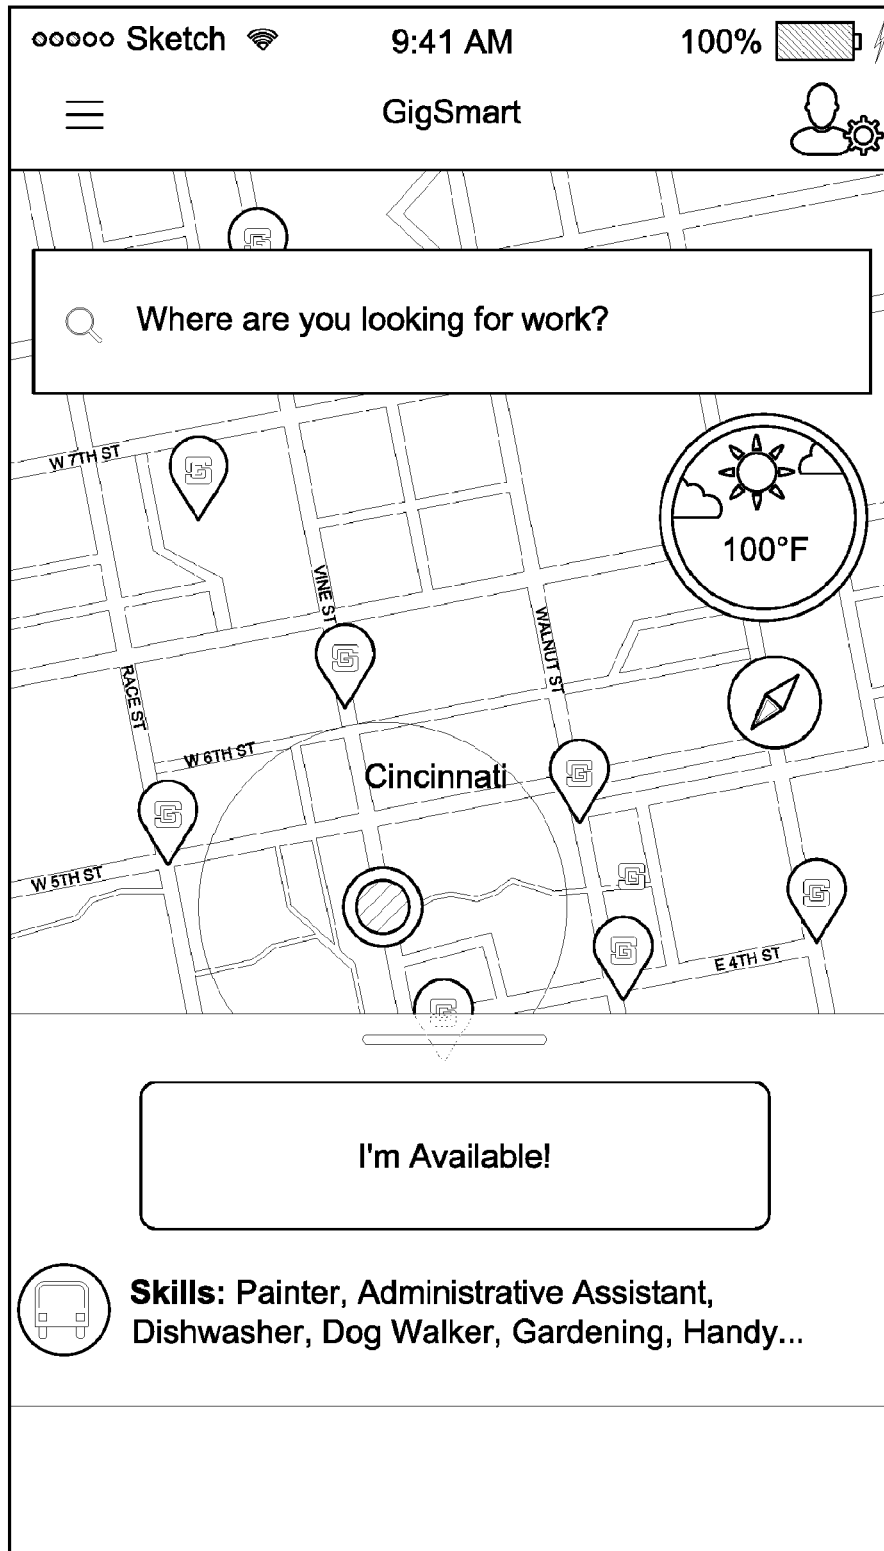 Sketch 9:41 AM 100%
GigSmart
Where are you looking for work?
W 7TH ST
100°F
VINE ST
WALNUT ST
RACE ST
W 6TH ST
Cincinnati
W 5TH ST
E 4TH ST
I'm Available!
Skills: Painter, Administrative Assistant,
Dishwasher, Dog Walker, Gardening, Handy...